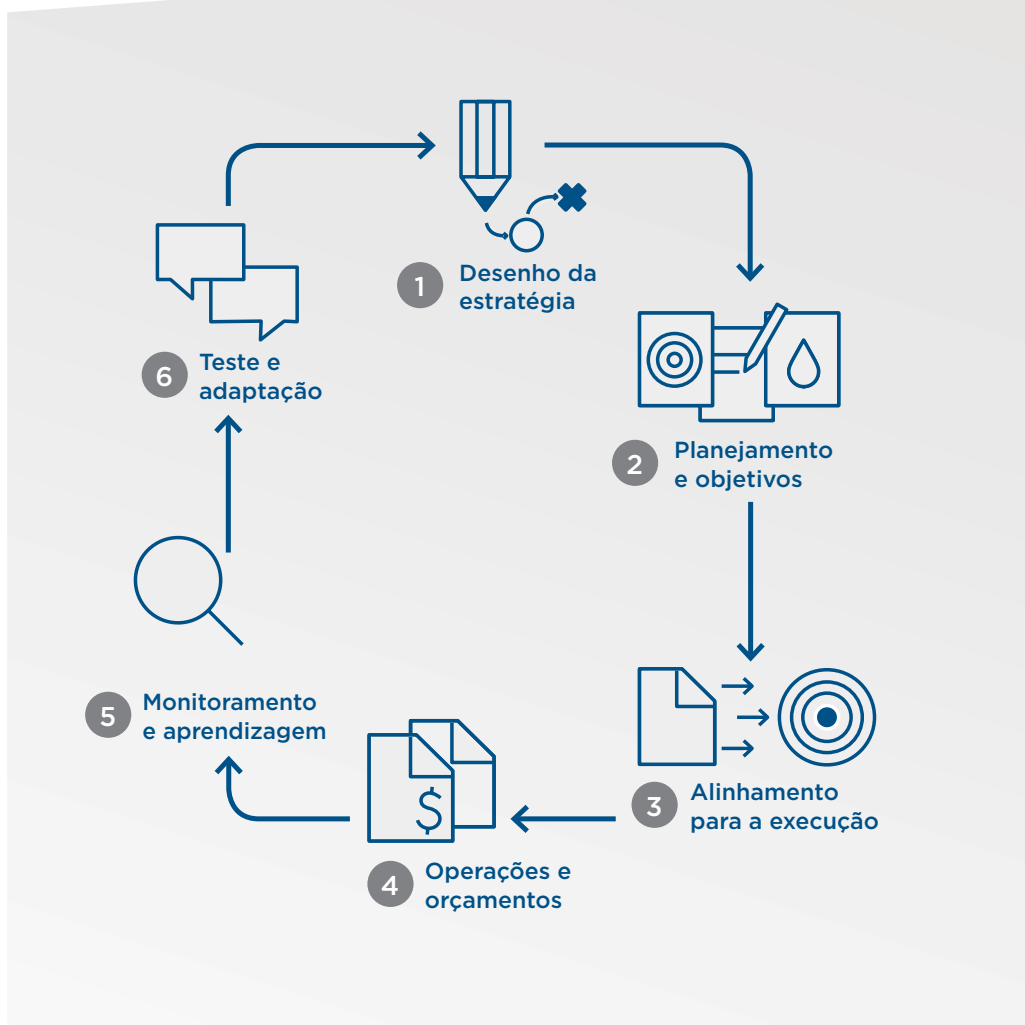 1 Desenho da
estratégia
2 Planejamento
e objetivos
3 Alinhamento
para a execução
$
4 Operações e
orçamentos
5 Monitoramento
e aprendizagem
6 Teste e
adaptação